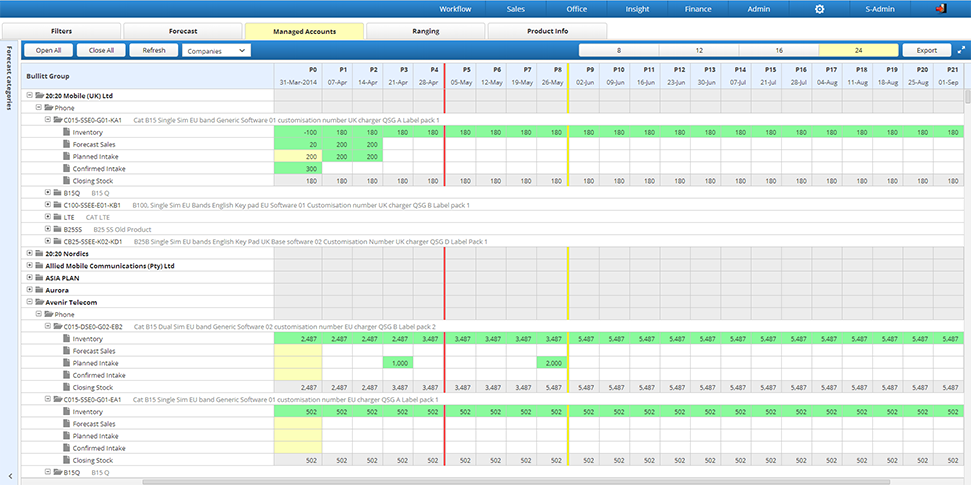 Workflow Sales Office Insight Finance Admin S-Admin
Filters Forecast Managed Accounts Ranging Product Info
Open All Close All Refresh Companies 8 12 16 24 Export
Forecast categories
Bullitt Group
P0 P1 P2 P3 P4 P5 P6 P7 P8 P9 P10 P11 P12 P13 P14 P15 P16 P17 P18 P19 P20 P21
31-Mar-2014 07-Apr 14-Apr 21-Apr 28-Apr 05-May 12-May 19-May 26-May 02-Jun 09-Jun 23-Jun 30-Jun 07-Jul 21-Jul 28-Jul 04-Aug 11-Aug 18-Aug 25-Aug 01-Sep
20:20 Mobile (UK) Ltd
Phone
C015-SSE0-G01-KA1 Cat B15 Single Sim EU band Generic Software 01 customisation number UK charger QSG A Label pack 1
Inventory -100 180 180 180 180 180 180 180 180 180 180 180 180 180 180 180 180 180 180 180 180 180
Forecast Sales 20 200 200
Planned Intake 200 200 200
Confirmed Intake 300
Closing Stock 180 180 180 180 180 180 180 180 180 180 180 180 180 180 180 180 180 180 180 180 180 180
B15Q B15 Q
C100-SSEE-E01-KB1 B100, Single Sim EU Bands English Key pad EU Software 01 Customisation number UK charger QSG B Label pack 1
LTE CAT LTE
B25SS B25 SS Old Product
CB25-SSEE-K02-KD1 B25B Single Sim EU bands English Key Pad UK Base software 02 Customisation Number UK charger QSG D Label Pack 1
20:20 Nordics
Allied Mobile Communications (Pty) Ltd
ASIA PLAN
Aurora
Avenir Telecom
Phone
C015-DSE0-G02-EB2 Cat B15 Dual Sim EU band Generic Software 02 customisation number EU charger QSG B Label pack 2
Inventory 2,487 2,487 2,487 3,487 3,487 3,487 3,487 3,487 5,487 5,487 5,487 5,487 5,487 5,487 5,487 5,487 5,487 5,487 5,487 5,487 5,487 5,487
Forecast Sales
Planned Intake 1,000 2,000
Confirmed Intake
Closing Stock 2,487 2,487 2,487 3,487 3,487 3,487 3,487 3,487 5,487 5,487 5,487 5,487 5,487 5,487 5,487 5,487 5,487 5,487 5,487 5,487 5,487 5,487
C015-SSE0-G01-EA1 Cat B15 Single Sim EU band Generic Software 01 customisation number EU charger QSG A Label pack 1
Inventory 502 502 502 502 502 502 502 502 502 502 502 502 502 502 502 502 502 502 502 502 502 502
Forecast Sales
Planned Intake
Confirmed Intake
Closing Stock 502 502 502 502 502 502 502 502 502 502 502 502 502 502 502 502 502 502 502 502 502 502
B15Q B15 Q